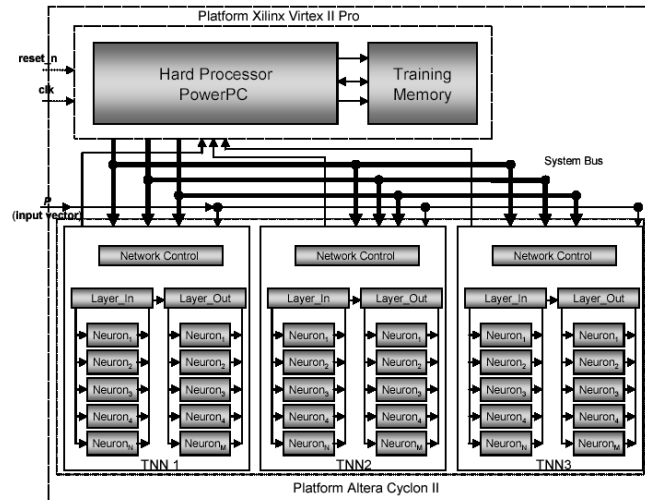 Platform Xilinx Virtex II Pro
reset_n
clk
Hard Processor
PowerPC
Training
Memory
System Bus
P
(input vector)
Network Control
Layer_In
Layer_Out
Neuron1
Neuron1
Neuron2
Neuron2
Neuron3
Neuron3
Neuron4
Neuron4
NeuronN
NeuronM
TNN 1
Network Control
Layer_In
Layer_Out
Neuron1
Neuron1
Neuron2
Neuron2
Neuron3
Neuron3
Neuron4
Neuron4
NeuronN
NeuronM
TNN2
Network Control
Layer_In
Layer_Out
Neuron1
Neuron1
Neuron2
Neuron2
Neuron3
Neuron3
Neuron4
Neuron4
NeuronN
NeuronM
TNN3
Platform Altera Cyclon II